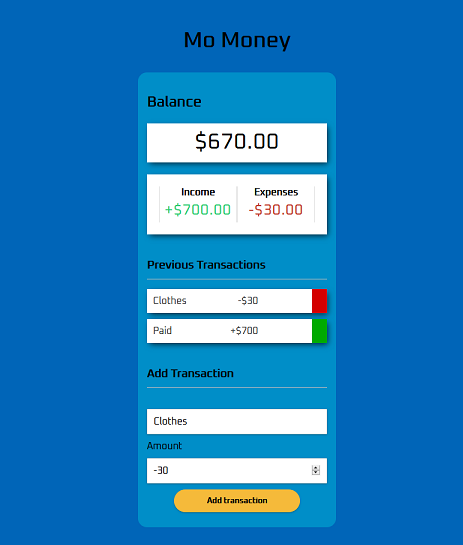 Mo Money
Balance
$670.00
Income Expenses
+$700.00 -$30.00
Previous Transactions
Clothes -$30
Paid +$700
Add Transaction
Clothes
Amount
-30
Add transaction